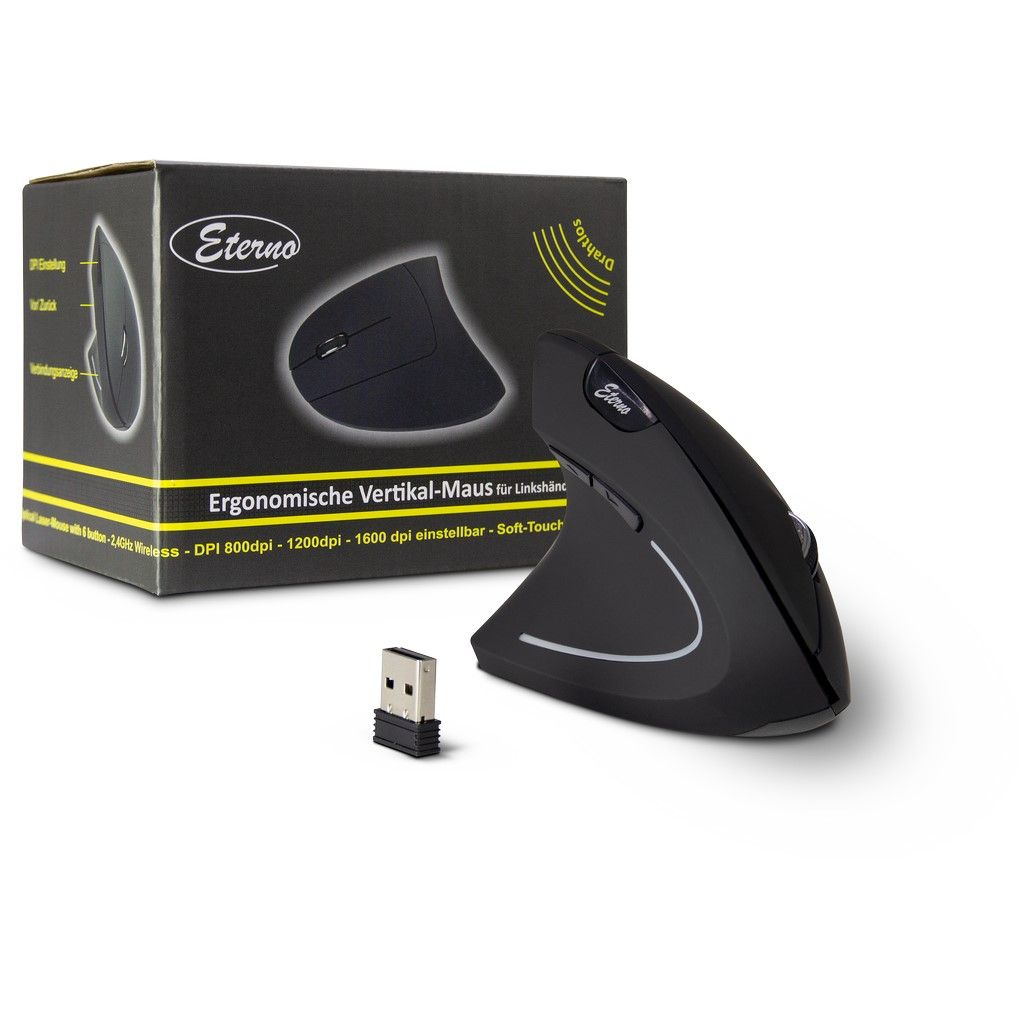 Eterno
Drahtlos
DPI Einstellung
Vor/ Zurück
Verbindungsanzeige
Ergonomische Vertikal-Maus für Linkshänd
Laser-Mouse with 6 button - 2,4GHz Wireless - DPI 800dpi - 1200dpi - 1600 dpi einstellbar - Soft-Touch
Eterno